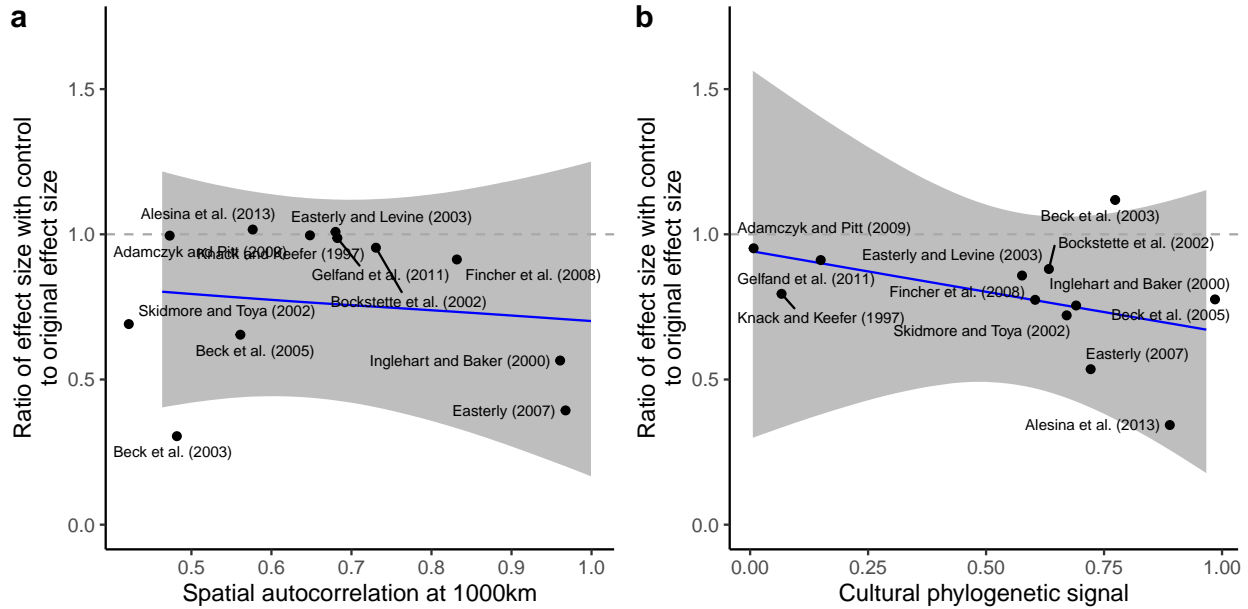 a
Ratio of effect size with control
to original effect size
1.5
1.0
0.5
0.0
Alesina et al. (2013)
Easterly and Levine (2003)
Adamczyk and Pitt (2009)
Knack and Keefer (1997)
Gelfand et al. (2011)
Fincher et al. (2008)
Bockstette et al. (2002)
Skidmore and Toya (2002)
Beck et al. (2005)
Inglehart and Baker (2000)
Easterly (2007)
Beck et al. (2003)
0.5
0.6
0.7
0.8
0.9
1.0
Spatial autocorrelation at 1000km
b
Ratio of effect size with control
to original effect size
1.5
1.0
0.5
0.0
Beck et al. (2003)
Adamczyk and Pitt (2009)
Bockstette et al. (2002)
Easterly and Levine (2003)
Gelfand et al. (2011)
Inglehart and Baker (2000)
Fincher et al. (2008)
Knack and Keefer (1997)
Beck et al. (2005)
Skidmore and Toya (2002)
Easterly (2007)
Alesina et al. (2013)
0.00
0.25
0.50
0.75
1.00
Cultural phylogenetic signal